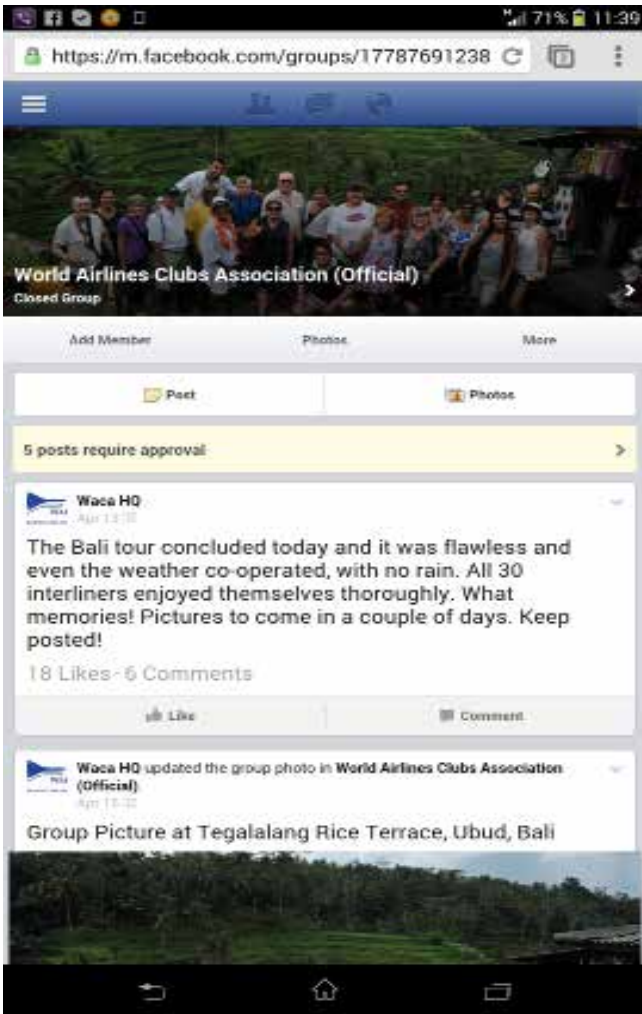 71% 11:39
https://m.facebook.com/groups/17787691238
World Airlines Clubs Association (Official)
Closed Group
Add Member Photos More
Post Photos
5 posts require approval
Waca HQ
The Bali tour concluded today and it was flawless and
even the weather co-operated, with no rain. All 30
interliners enjoyed themselves thoroughly. What
memories! Pictures to come in a couple of days. Keep
posted!
18 Likes · 6 Comments
Like Comment
Waca HQ updated the group photo in World Airlines Clubs Association
(Official).
Group Picture at Tegalalang Rice Terrace, Ubud, Bali